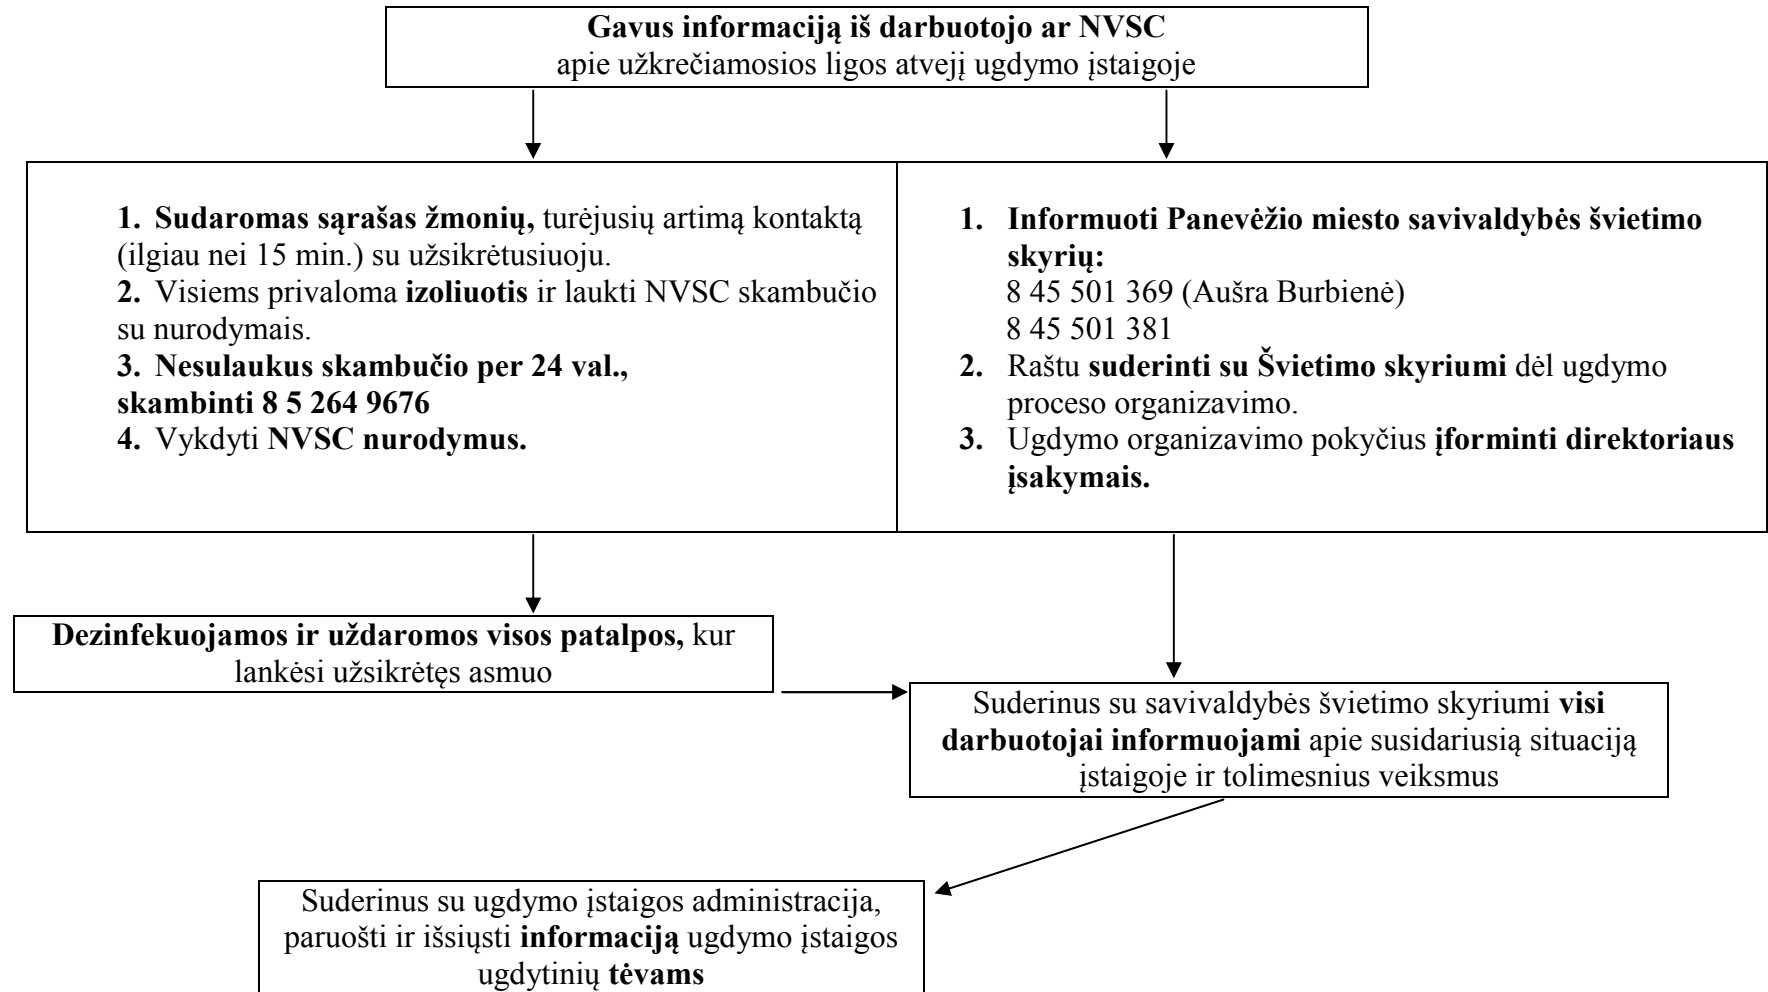 Gavus informaciją iš darbuotojo ar NVSC
apie užkrečiamosios ligos atvejį ugdymo įstaigoje
1. Sudaromas sąrašas žmonių, turėjusių artimą kontaktą
(ilgiau nei 15 min.) su užsikrėtusiuoju.
2. Visiems privaloma izoliuotis ir laukti NVSC skambučio
su nurodymais.
3. Nesulaukus skambučio per 24 val.,
skambinti 8 5 264 9676
4. Vykdyti NVSC nurodymus.
1. Informuoti Panevėžio miesto savivaldybės švietimo
skyrių:
8 45 501 369 (Aušra Burbienė)
8 45 501 381
2. Raštu suderinti su Švietimo skyriumi dėl ugdymo
proceso organizavimo.
3. Ugdymo organizavimo pokyčius įforminti direktoriaus
įsakymais.
Dezinfekuojamos ir uždaromos visos patalpos, kur
lankėsi užsikrėtęs asmuo
Suderinus su savivaldybės švietimo skyriumi visi
darbuotojai informuojami apie susidariusią situaciją
įstaigoje ir tolimesnius veiksmus
Suderinus su ugdymo įstaigos administracija,
paruošti ir išsiųsti informaciją ugdymo įstaigos
ugdytinių tėvams